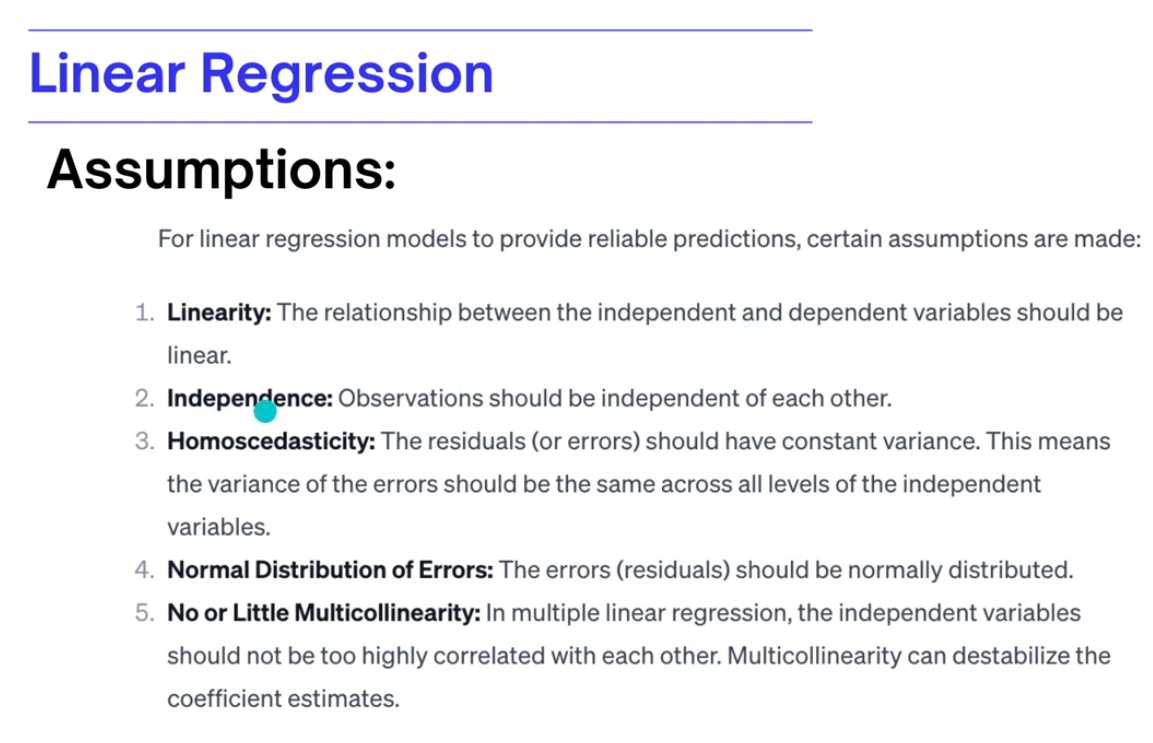 Linear Regression
Assumptions:
For linear regression models to provide reliable predictions, certain assumptions are made:
1. Linearity: The relationship between the independent and dependent variables should be
linear.
2. Independence: Observations should be independent of each other.
3. Homoscedasticity: The residuals (or errors) should have constant variance. This means
the variance of the errors should be the same across all levels of the independent
variables.
4. Normal Distribution of Errors: The errors (residuals) should be normally distributed.
5. No or Little Multicollinearity: In multiple linear regression, the independent variables
should not be too highly correlated with each other. Multicollinearity can destabilize the
coefficient estimates.